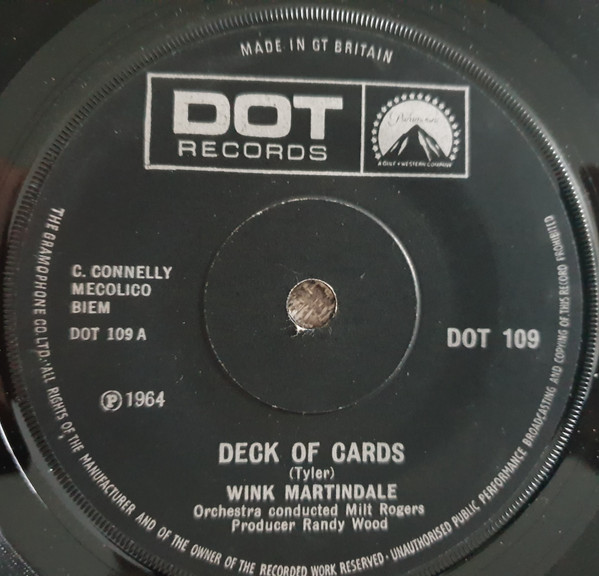 MADE IN GT BRITAIN
DOT
RECORDS
Paramount
A GULF + WESTERN COMPANY
C. CONNELLY
MECOLICO
BIEM
DOT 109 A
DOT 109
Ⓟ 1964
DECK OF CARDS
(Tyler)
WINK MARTINDALE
Orchestra conducted Milt Rogers
Producer Randy Wood
THE GRAMOPHONE CO. LTD. ALL RIGHTS OF THE MANUFACTURER AND OF THE OWNER OF THE RECORDED WORK RESERVED · UNAUTHORISED PUBLIC PERFORMANCE BROADCASTING AND COPYING OF THIS RECORD PROHIBITED